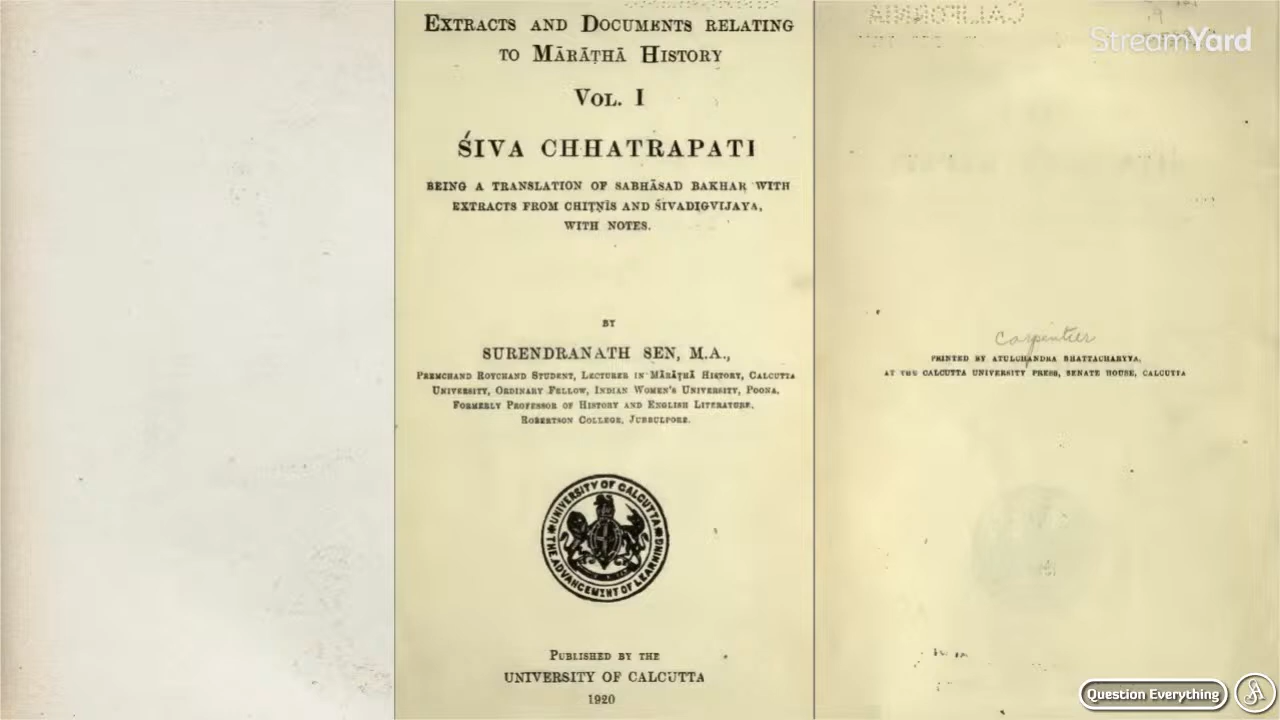 EXTRACTS AND DOCUMENTS RELATING
TO MĀRĀṬHĀ HISTORY
VOL. I
ŚIVA CHHATRAPATI
BEING A TRANSLATION OF SABHĀSAD BAKHAR WITH
EXTRACTS FROM CHIṬṆĪS AND ŚIVADIGVIJAYA,
WITH NOTES.
BY
SURENDRANATH SEN, M.A.,
PREMCHAND ROYCHAND STUDENT, LECTURER IN MĀRĀṬHĀ HISTORY, CALCUTTA
UNIVERSITY, ORDINARY FELLOW, INDIAN WOMEN'S UNIVERSITY, POONA,
FORMERLY PROFESSOR OF HISTORY AND ENGLISH LITERATURE,
ROBERTSON COLLEGE, JUBBULPORE.
UNIVERSITY OF CALCUTTA
THE ADVANCEMENT OF LEARNING
PUBLISHED BY THE
UNIVERSITY OF CALCUTTA
1920
StreamYard
Carpentier
PRINTED BY ATULCHANDRA BHATTACHARYYA,
AT THE CALCUTTA UNIVERSITY PRESS, SENATE HOUSE, CALCUTTA
Question Everything